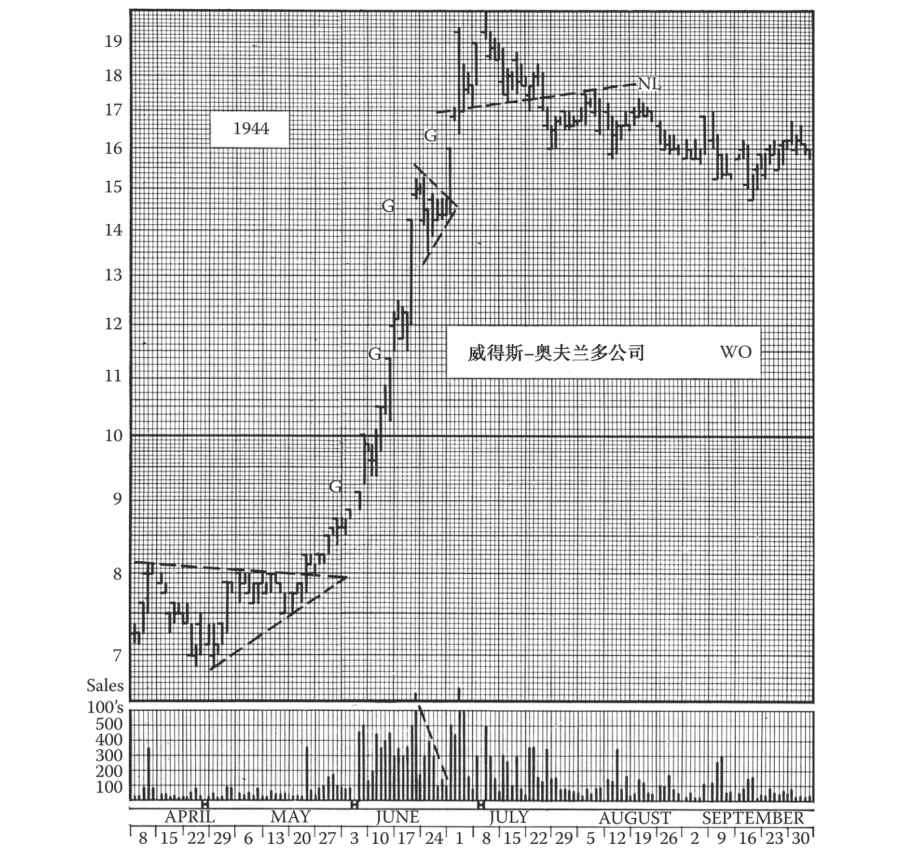 19
18
NL
17
1944
G
16
15
G
14
13
12
威得斯–奥夫兰多公司 WO
G
11
10
G
9
8
7
Sales
100's
500
400
300
200
100
APRIL MAY JUNE JULY AUGUST SEPTEMBER
8 15 22 29 6 13 20 27 3 10 17 24 1 8 15 22 29 5 12 19 26 2 9 16 23 30